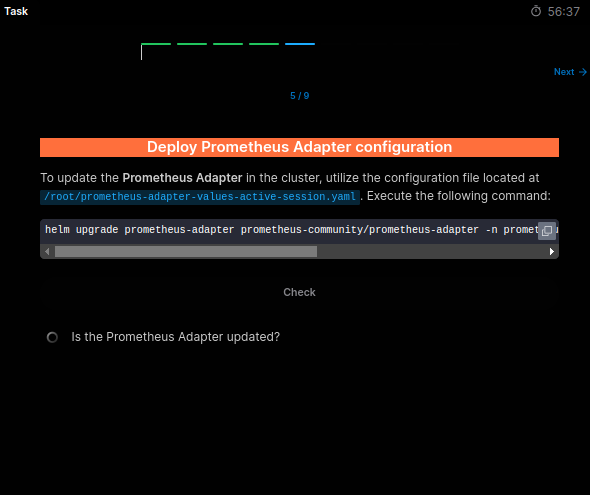 Task
56:37
Next →
5 / 9
Deploy Prometheus Adapter configuration
To update the Prometheus Adapter in the cluster, utilize the configuration file located at
/root/prometheus-adapter-values-active-session.yaml. Execute the following command:
helm upgrade prometheus-adapter prometheus-community/prometheus-adapter -n
Check
Is the Prometheus Adapter updated?